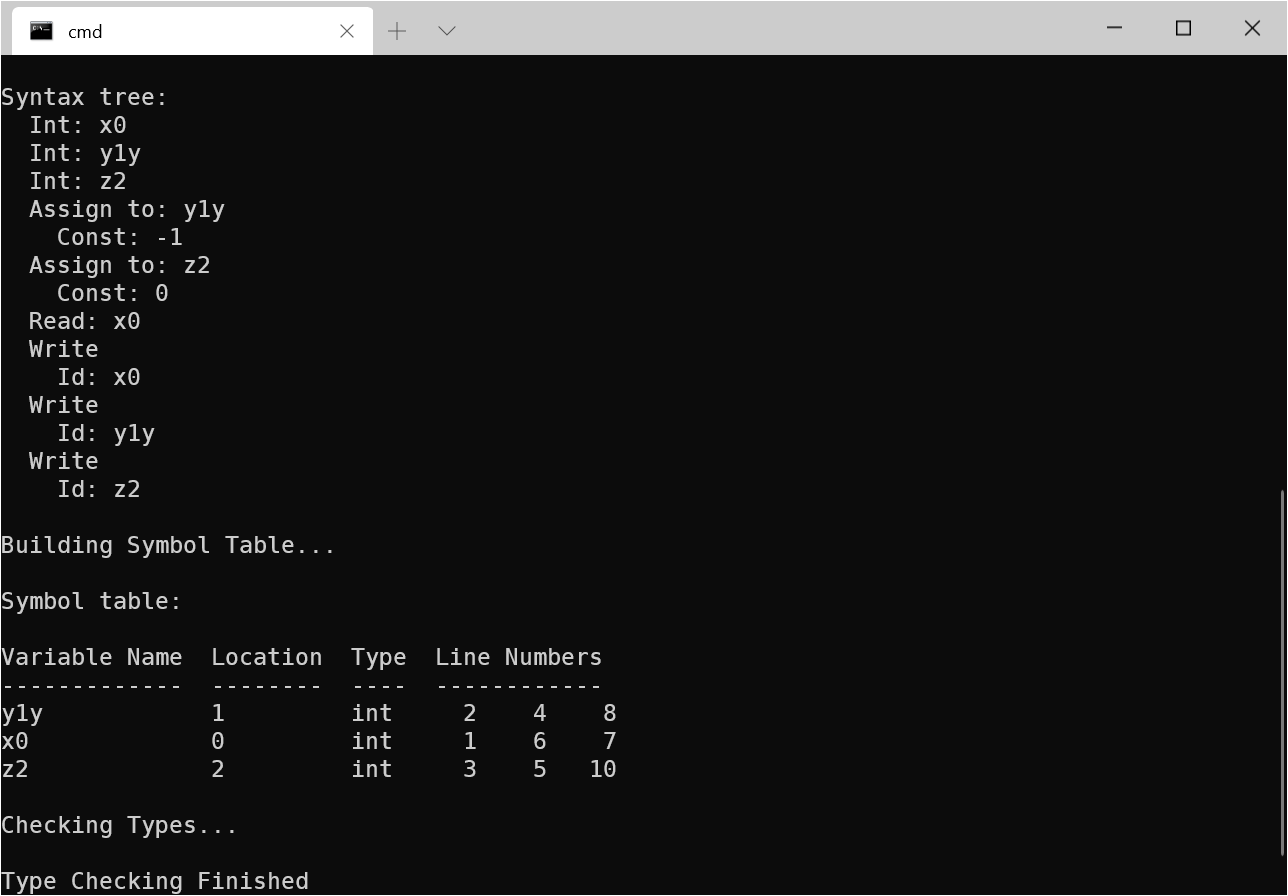 cmd
Syntax tree:
  Int: x0
  Int: y1y
  Int: z2
  Assign to: y1y
    Const: -1
  Assign to: z2
    Const: 0
  Read: x0
  Write
    Id: x0
  Write
    Id: y1y
  Write
    Id: z2
Building Symbol Table...
Symbol table:
Variable Name  Location  Type  Line Numbers
-------------  --------  ----  ------------
y1y            1         int     2    4    8
x0             0         int     1    6    7
z2             2         int     3    5   10
Checking Types...
Type Checking Finished